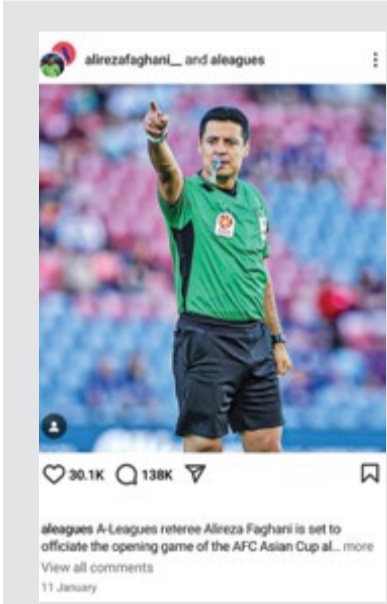 alirezafaghani__ and aleagues
30.1K 138K
aleagues A-Leagues referee Alireza Faghani is set to
officiate the opening game of the AFC Asian Cup al... more
View all comments
11 January